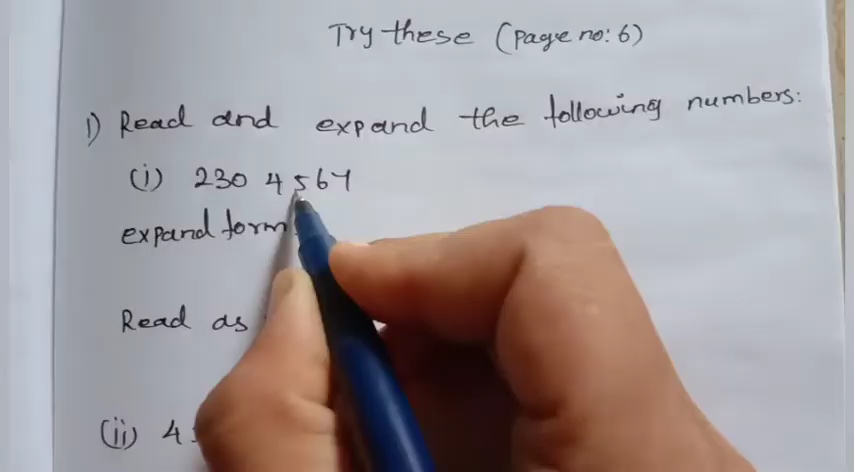 Try these (page no: 6)
1) Read and expand the following numbers:
(i) 230 4567
expand form
Read as
(ii) 4